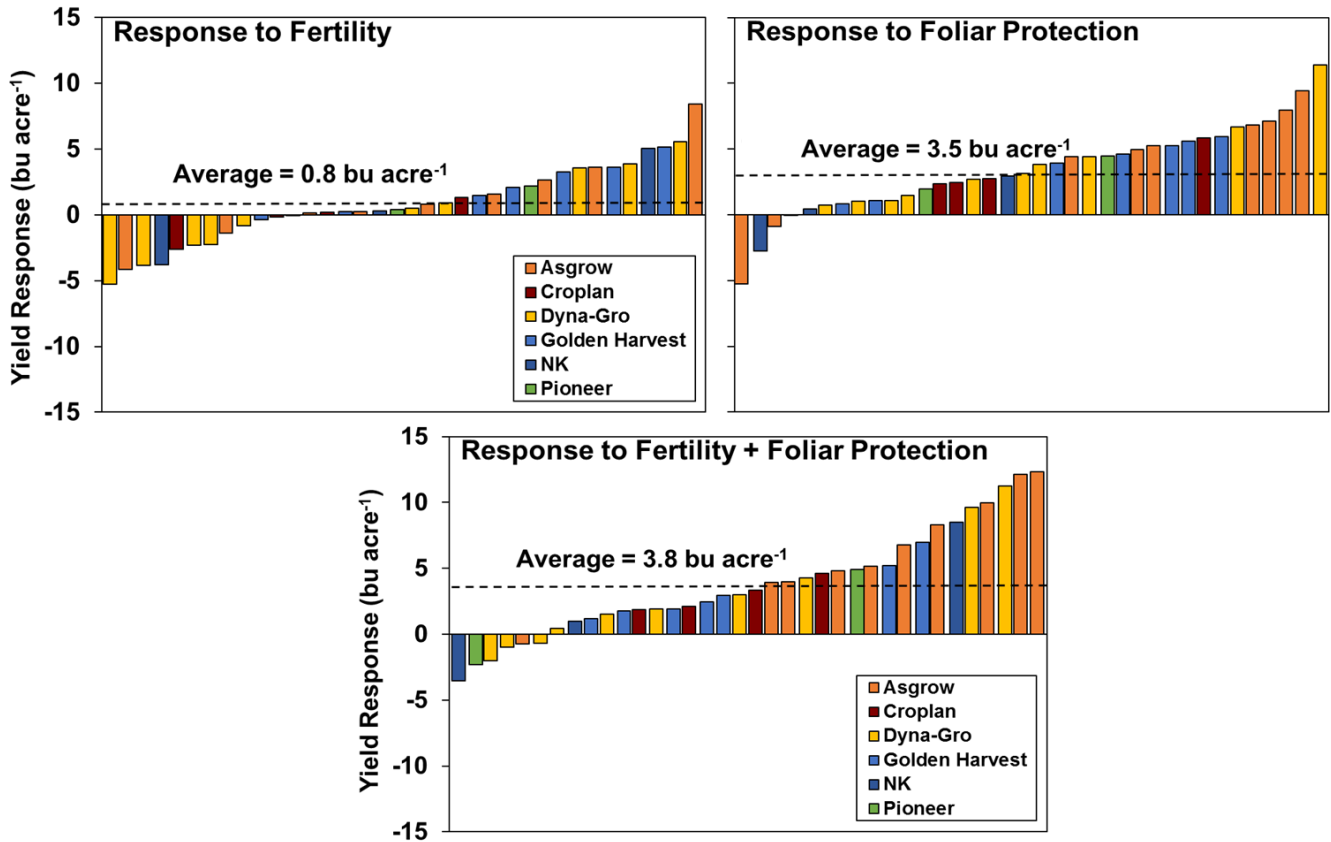 Response to Fertility
Yield Response (bu acre⁻¹)
15
10
5
0
-5
-10
-15
Average = 0.8 bu acre⁻¹
Asgrow
Croplan
Dyna-Gro
Golden Harvest
NK
Pioneer
Response to Foliar Protection
Average = 3.5 bu acre⁻¹
Response to Fertility + Foliar Protection
Yield Response (bu acre⁻¹)
15
10
5
0
-5
-10
-15
Average = 3.8 bu acre⁻¹
Asgrow
Croplan
Dyna-Gro
Golden Harvest
NK
Pioneer